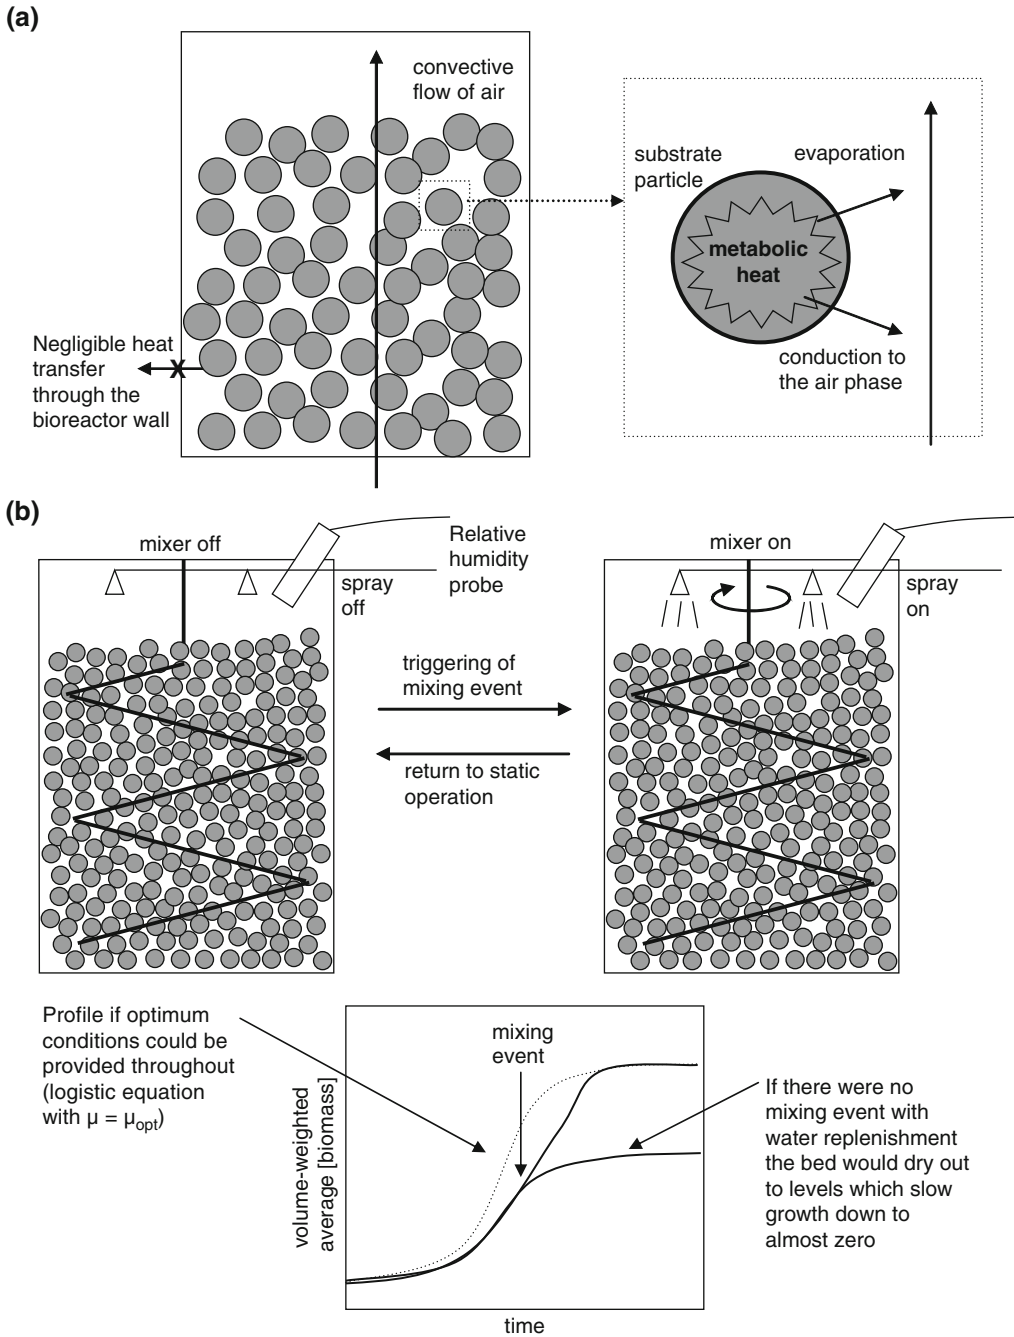 (a)
convective
flow of air
substrate
particle
evaporation
metabolic
heat
conduction to
the air phase
Negligible heat
transfer
through the
bioreactor wall
X
(b)
mixer off
Relative
humidity
probe
spray
off
mixer on
spray
on
triggering of
mixing event
return to static
operation
Profile if optimum
conditions could be
provided throughout
(logistic equation
with μ = μopt)
mixing
event
volume-weighted
average [biomass]
time
If there were no
mixing event with
water replenishment
the bed would dry out
to levels which slow
growth down to
almost zero